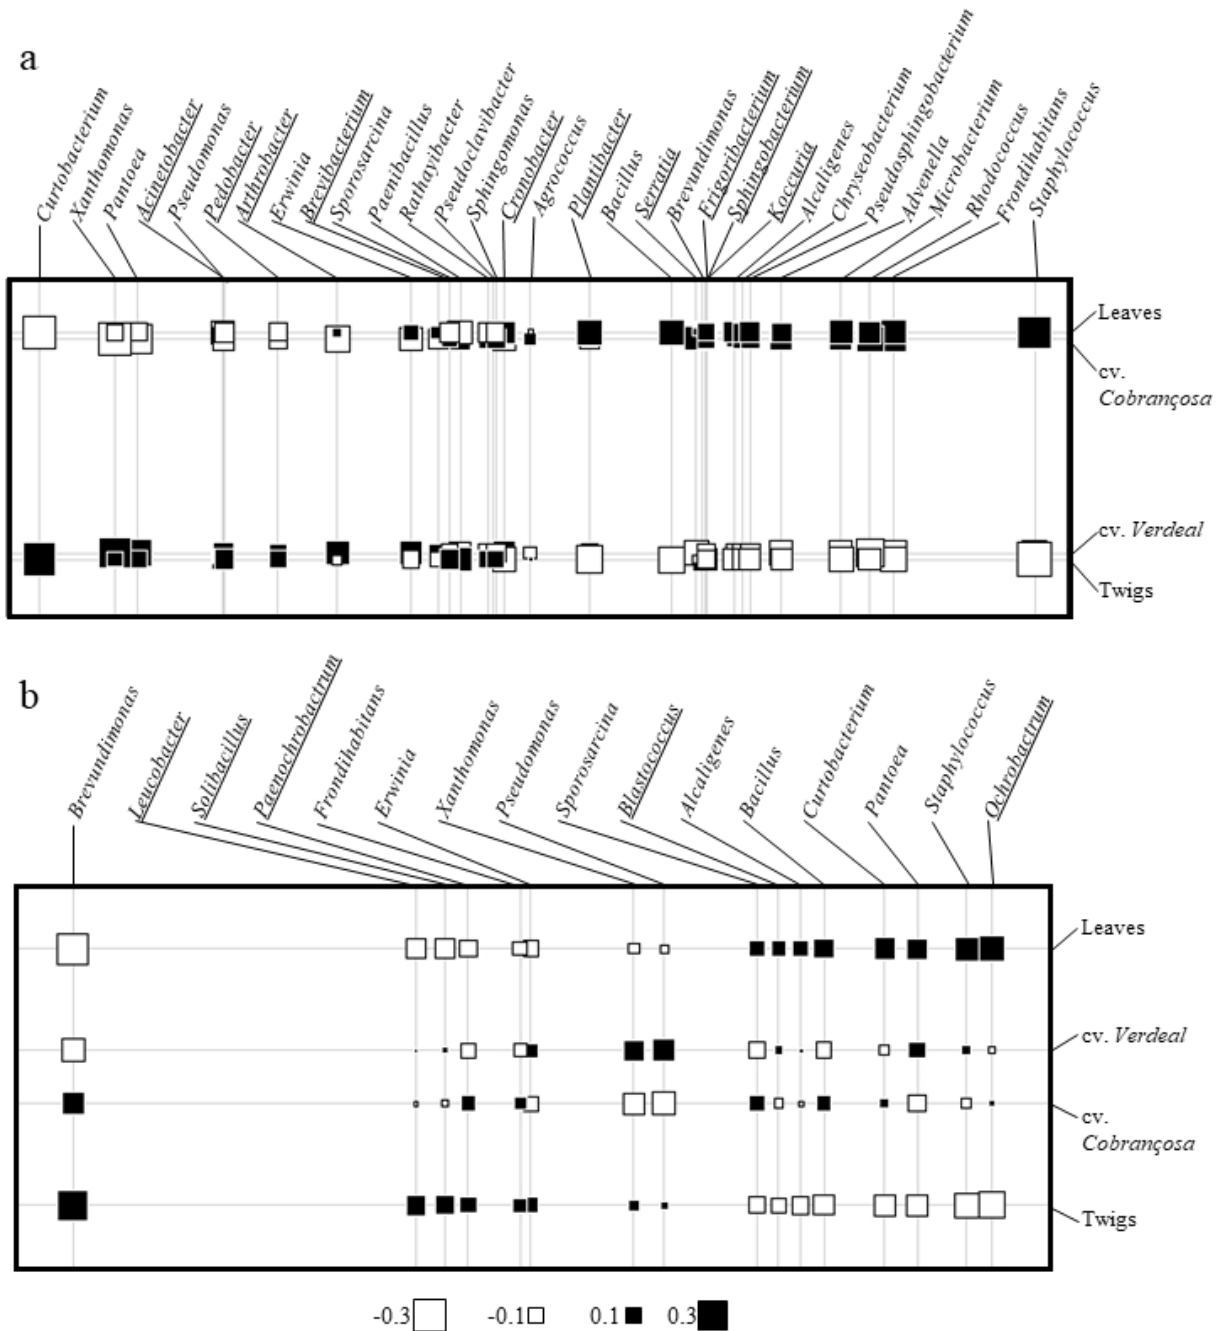 a
Curtobacterium
Xanthomonas
Pantoea
Acinetobacter
Pseudomonas
Pedobacter
Arthrobacter
Erwinia
Brevibacterium
Sporosarcina
Paenibacillus
Rathayibacter
Pseudoclavibacter
Sphingomonas
Cronobacter
Agrococcus
Plantibacter
Bacillus
Serratia
Brevundimonas
Frigoribacterium
Sphingobacterium
Koccuria
Alcaligenes
Chryseobacterium
Pseudosphingobacterium
Advenella
Microbacterium
Rhodococcus
Frondihabitans
Staphylococcus
Leaves
cv.
Cobrançosa
cv. Verdeal
Twigs
b
Brevundimonas
Leucobacter
Solibacillus
Paenochrobactrum
Frondihabitans
Erwinia
Xanthomonas
Pseudomonas
Sporosarcina
Blastococcus
Alcaligenes
Bacillus
Curtobacterium
Pantoea
Staphylococcus
Ochrobactrum
Leaves
cv. Verdeal
cv.
Cobrançosa
Twigs
-0.3 -0.1 0.1 0.3